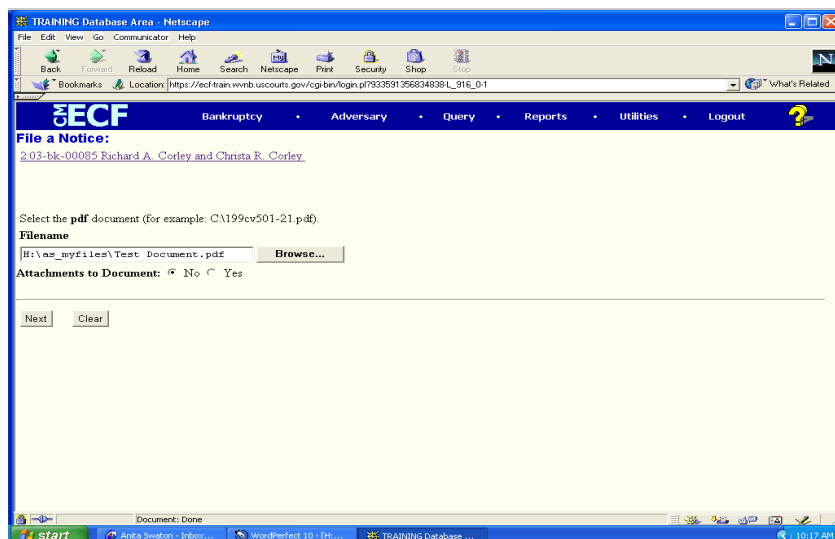 TRAINING Database Area - Netscape
File Edit View Go Communicator Help
Back Forward Reload Home Search Netscape Print Security Shop Stop
Bookmarks Location: https://ecf-train.wvnb.uscourts.gov/cgi-bin/login.pl?933591356834838-L_916_0-1 What's Related
CM ECF Bankruptcy • Adversary • Query • Reports • Utilities • Logout ?
File a Notice:
2:03-bk-00085 Richard A. Corley and Christa R. Corley
Select the pdf document (for example: C:\199cv501-21.pdf).
Filename
H:\as_myfiles\Test Document.pdf Browse...
Attachments to Document: No Yes
Next Clear
Document: Done
start Anita Swaton - Inbox... WordPerfect 10 - [H:... TRAINING Database ... 10:17 AM